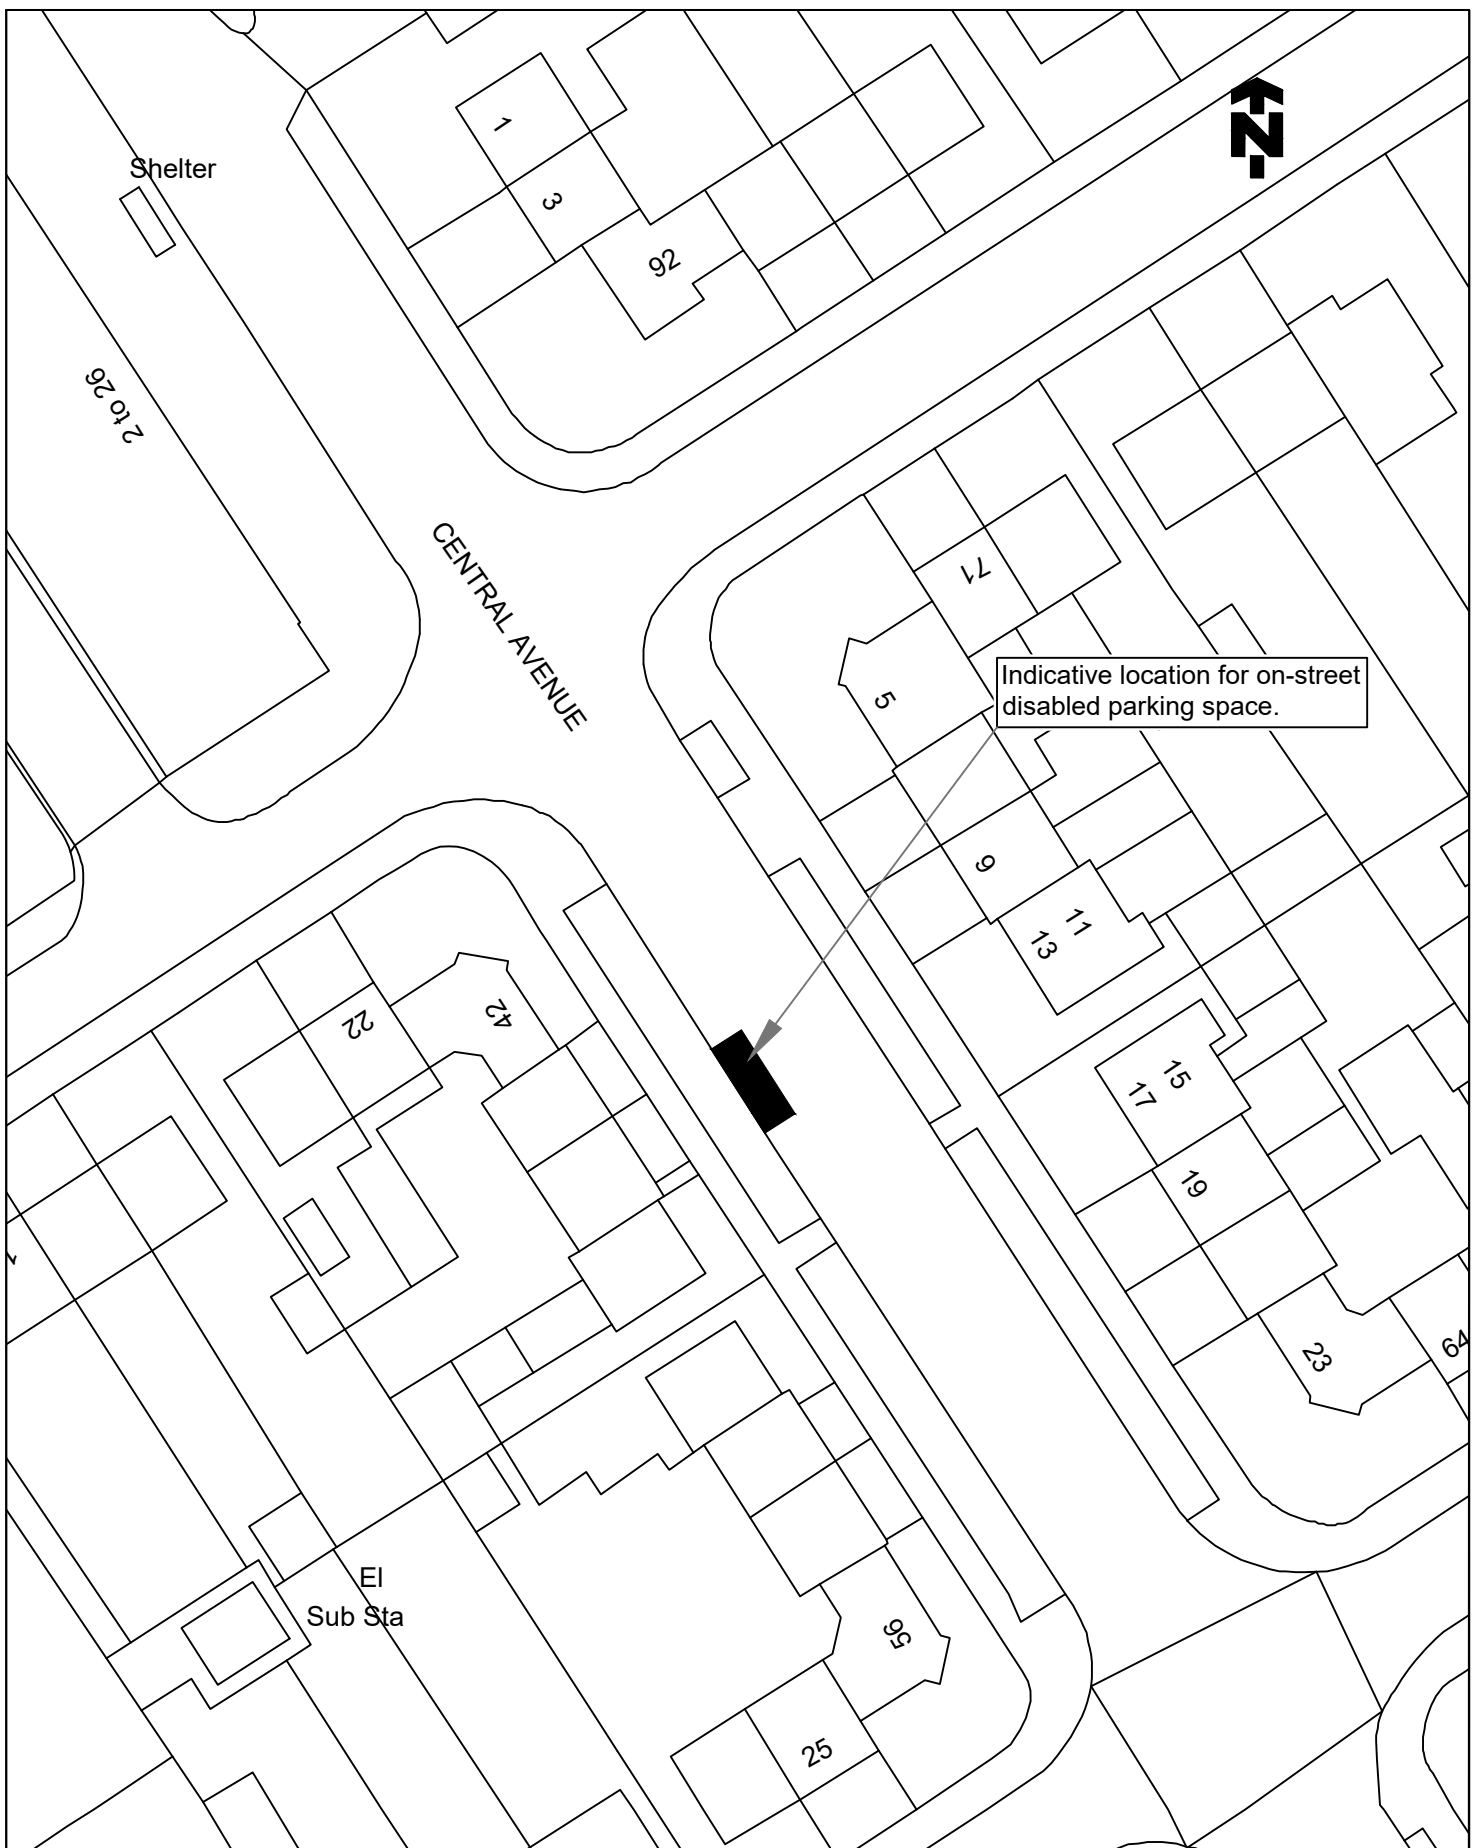 1
3
92
N
Shelter
2 to 26
CENTRAL AVENUE
71
5
Indicative location for on-street
disabled parking space.
9
11
13
22
42
15
17
19
23
64
El
Sub Sta
56
25